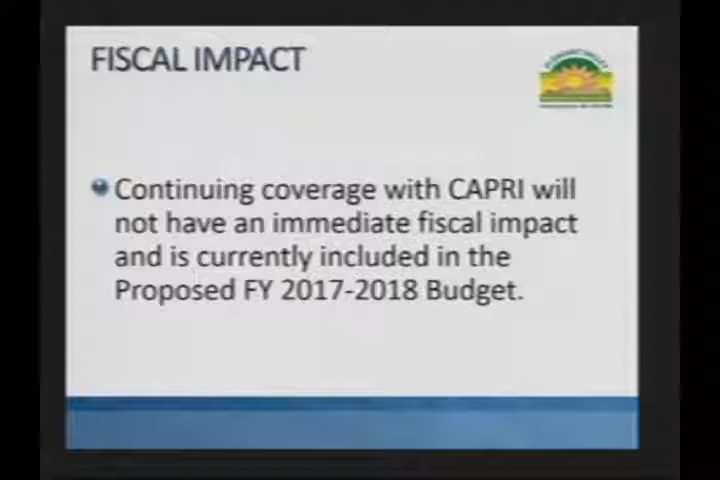 FISCAL IMPACT
Continuing coverage with CAPRI will
not have an immediate fiscal impact
and is currently included in the
Proposed FY 2017-2018 Budget.